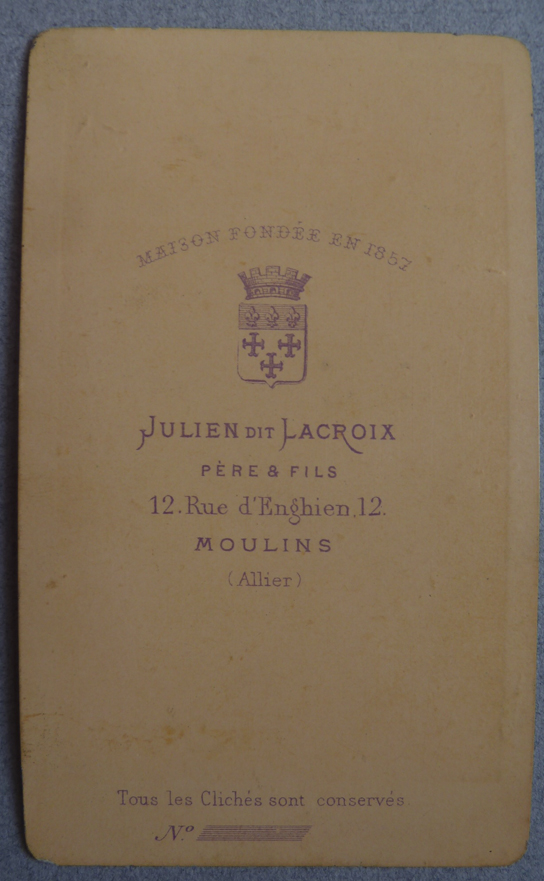 MAISON FONDÉE EN 1857
JULIEN DIT LACROIX
PÈRE & FILS
12. Rue d'Enghien, 12.
MOULINS
(Allier)
Tous les Clichés sont conservés
N.º